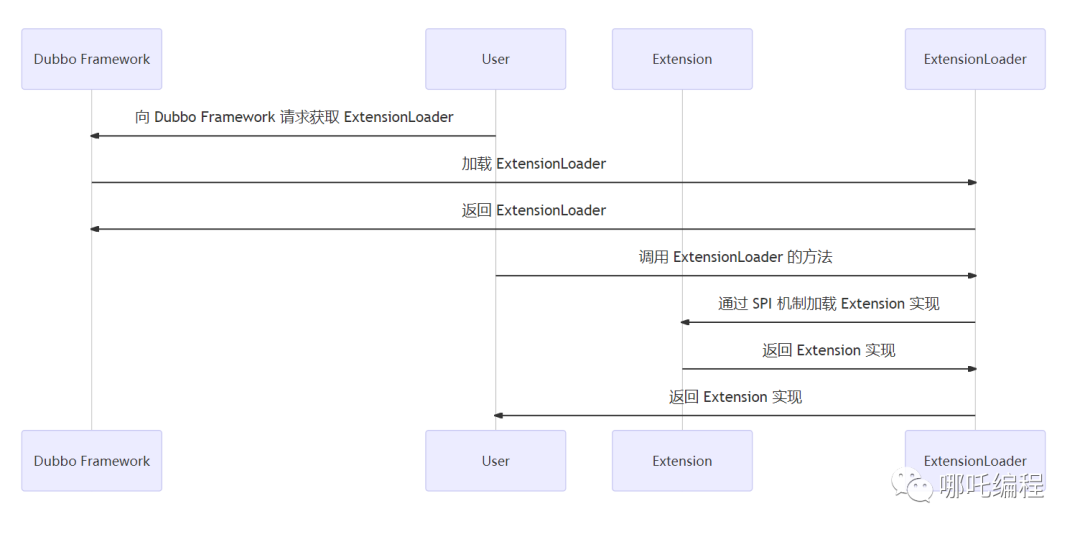 Dubbo Framework
User
Extension
ExtensionLoader
向 Dubbo Framework 请求获取 ExtensionLoader
加载 ExtensionLoader
返回 ExtensionLoader
调用 ExtensionLoader 的方法
通过 SPI 机制加载 Extension 实现
返回 Extension 实现
返回 Extension 实现
Dubbo Framework
User
Extension
ExtensionLoader
哪吒编程